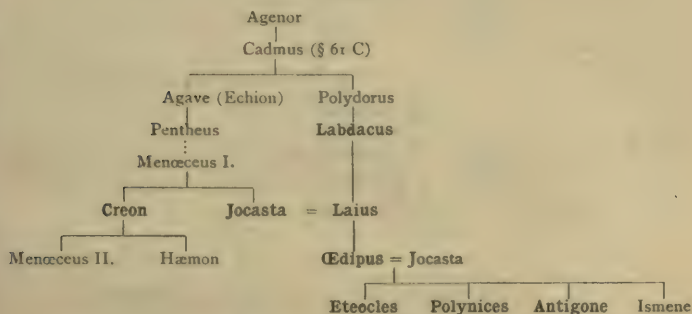 Agenor
Cadmus (§ 61 C)
Agave (Echion) Polydorus
Pentheus Labdacus
Menœceus I.
Creon Jocasta = Laius
Menœceus II. Hæmon Œdipus = Jocasta
Eteocles Polynices Antigone Ismene